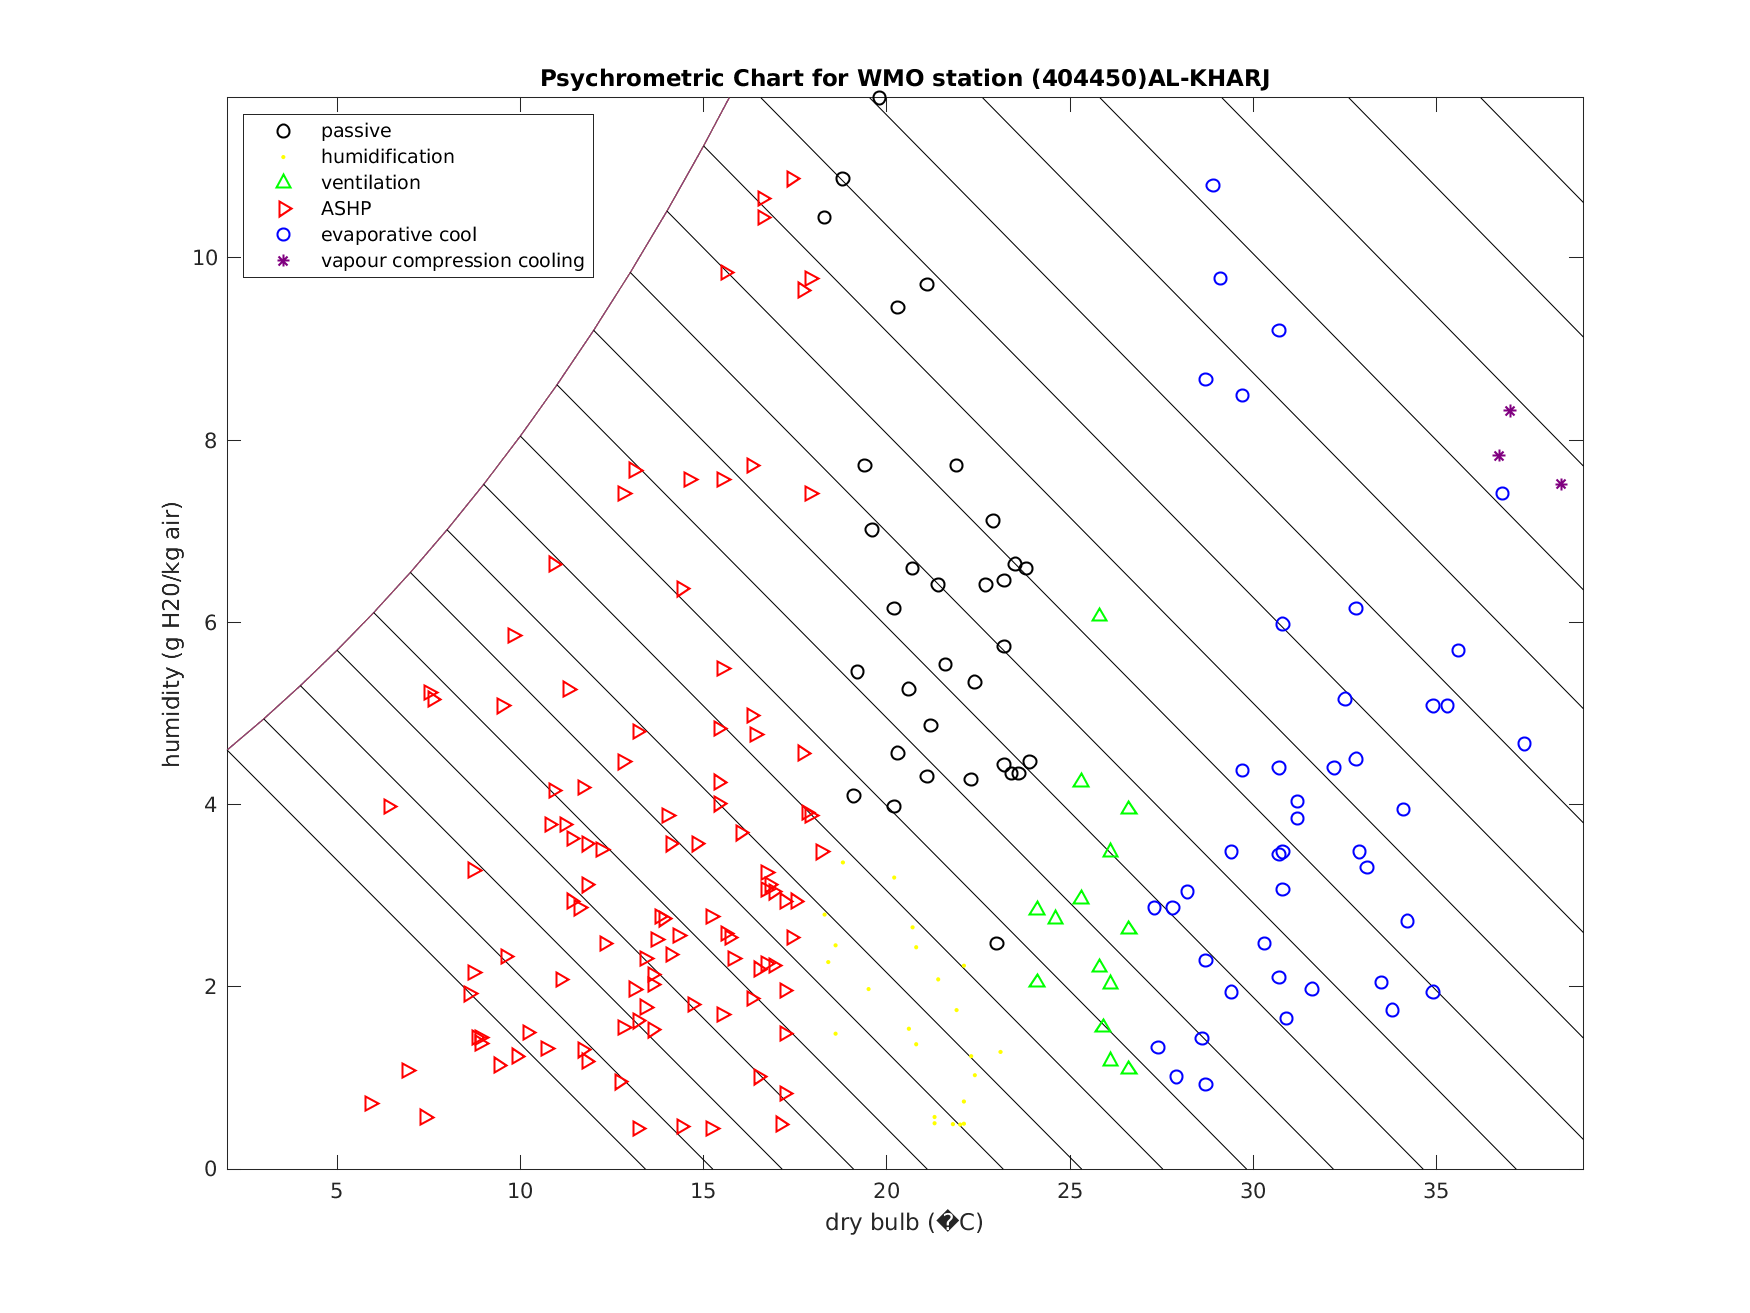 Psychrometric Chart for WMO station (404450)AL-KHARJ
passive
humidification
ventilation
ASHP
evaporative cool
vapour compression cooling
10
8
6
4
2
0
humidity (g H20/kg air)
5 10 15 20 25 30 35
dry bulb (�C)